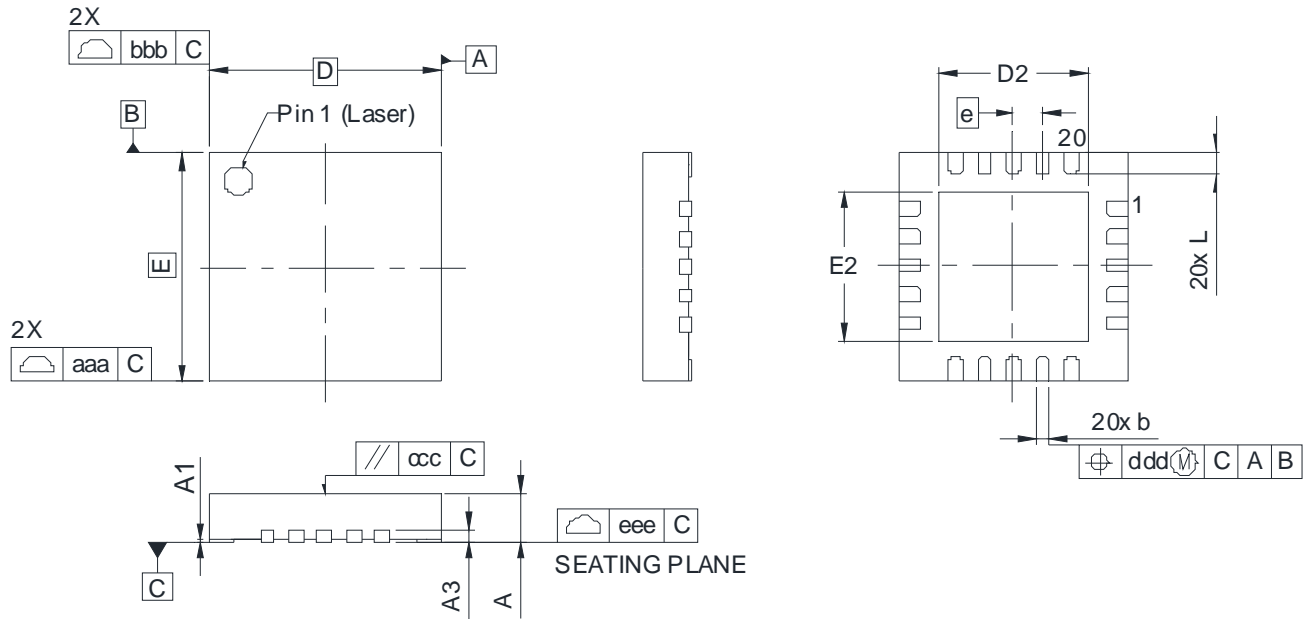 2X
bbb C
D
A
B
Pin 1 (Laser)
E
2X
aaa C
D2
e
20
1
E2
20x L
20x b
ddd M C A B
// ccc C
A1
eee C
SEATING PLANE
C
A3
A